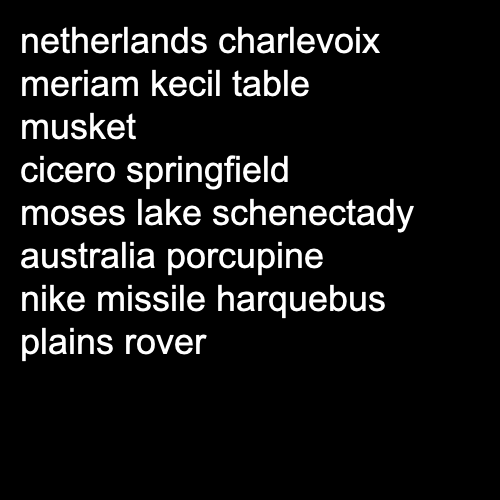 netherlands charlevoix
meriam kecil table
musket
cicero springfield
moses lake schenectady
australia porcupine
nike missile harquebus
plains rover